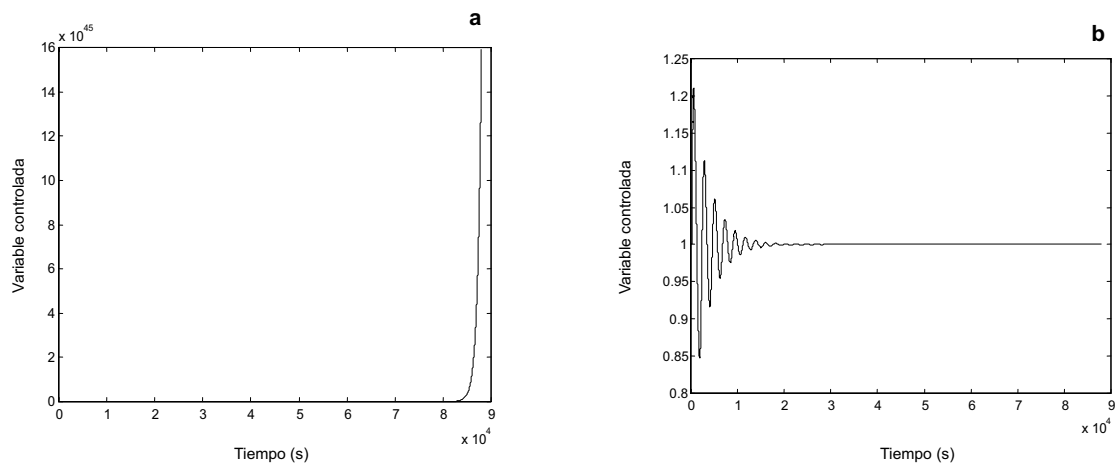 a
x 10^45
16
14
12
10
8
6
4
2
0
Variable controlada
0 1 2 3 4 5 6 7 8 9
x 10^4
Tiempo (s)
b
1.25
1.2
1.15
1.1
1.05
1
0.95
0.9
0.85
0.8
Variable controlada
0 1 2 3 4 5 6 7 8 9
x 10^4
Tiempo (s)